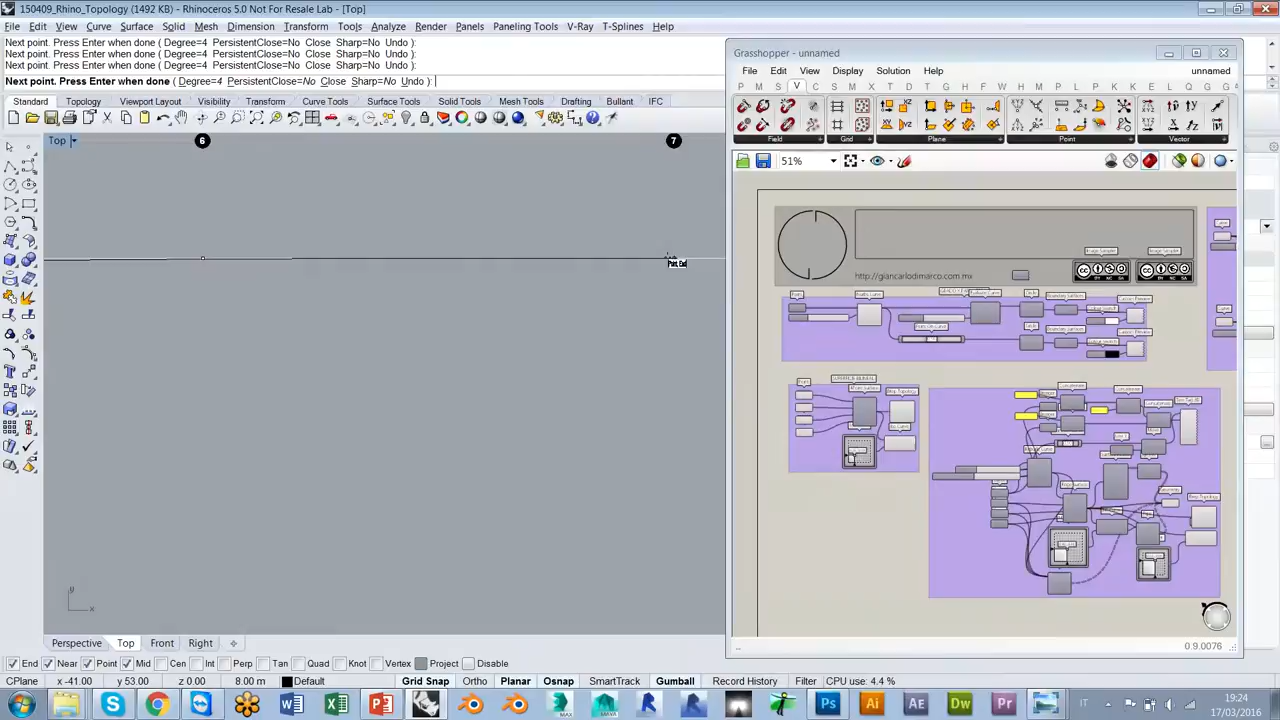 150409_Rhino_Topology (1492 KB) - Rhinoceros 5.0 Not For Resale Lab - [Top]
File Edit View Curve Surface Solid Mesh Dimension Transform Tools Analyze Render Panels V-Ray T-Splines Help
Next point. Press Enter when done ( Degree=4 PersistentClose=No Close Sharp=No Undo ):
Next point. Press Enter when done ( Degree=4 PersistentClose=No Close Sharp=No Undo ):
Next point. Press Enter when done ( Degree=4 PersistentClose=No Close Sharp=No Undo ):
Next point. Press Enter when done ( Degree=4 PersistentClose=No Close Sharp=No Undo ):
Standard Topology Viewport Layout Visibility Transform Curve Tools Surface Tools Solid Tools Mesh Tools Drafting Bullant IFC
Top
6
7
y
x
Perspective Top Front Right
End Near Point Mid Cen Int Perp Tan Quad Knot Vertex Project Disable
CPlane x -41.00 y 53.00 z 0.00 8.00 m Default Grid Snap Ortho Planar Osnap SmartTrack Gumball Record History Filter CPU use: 4.4 %
Grasshopper - unnamed
File Edit View Display Solution Help unnamed
Field Grid Plane Point Vector
51%
http://giancarlodimarco.com.mx
0.9.0076
IT 19:24
17/03/2016